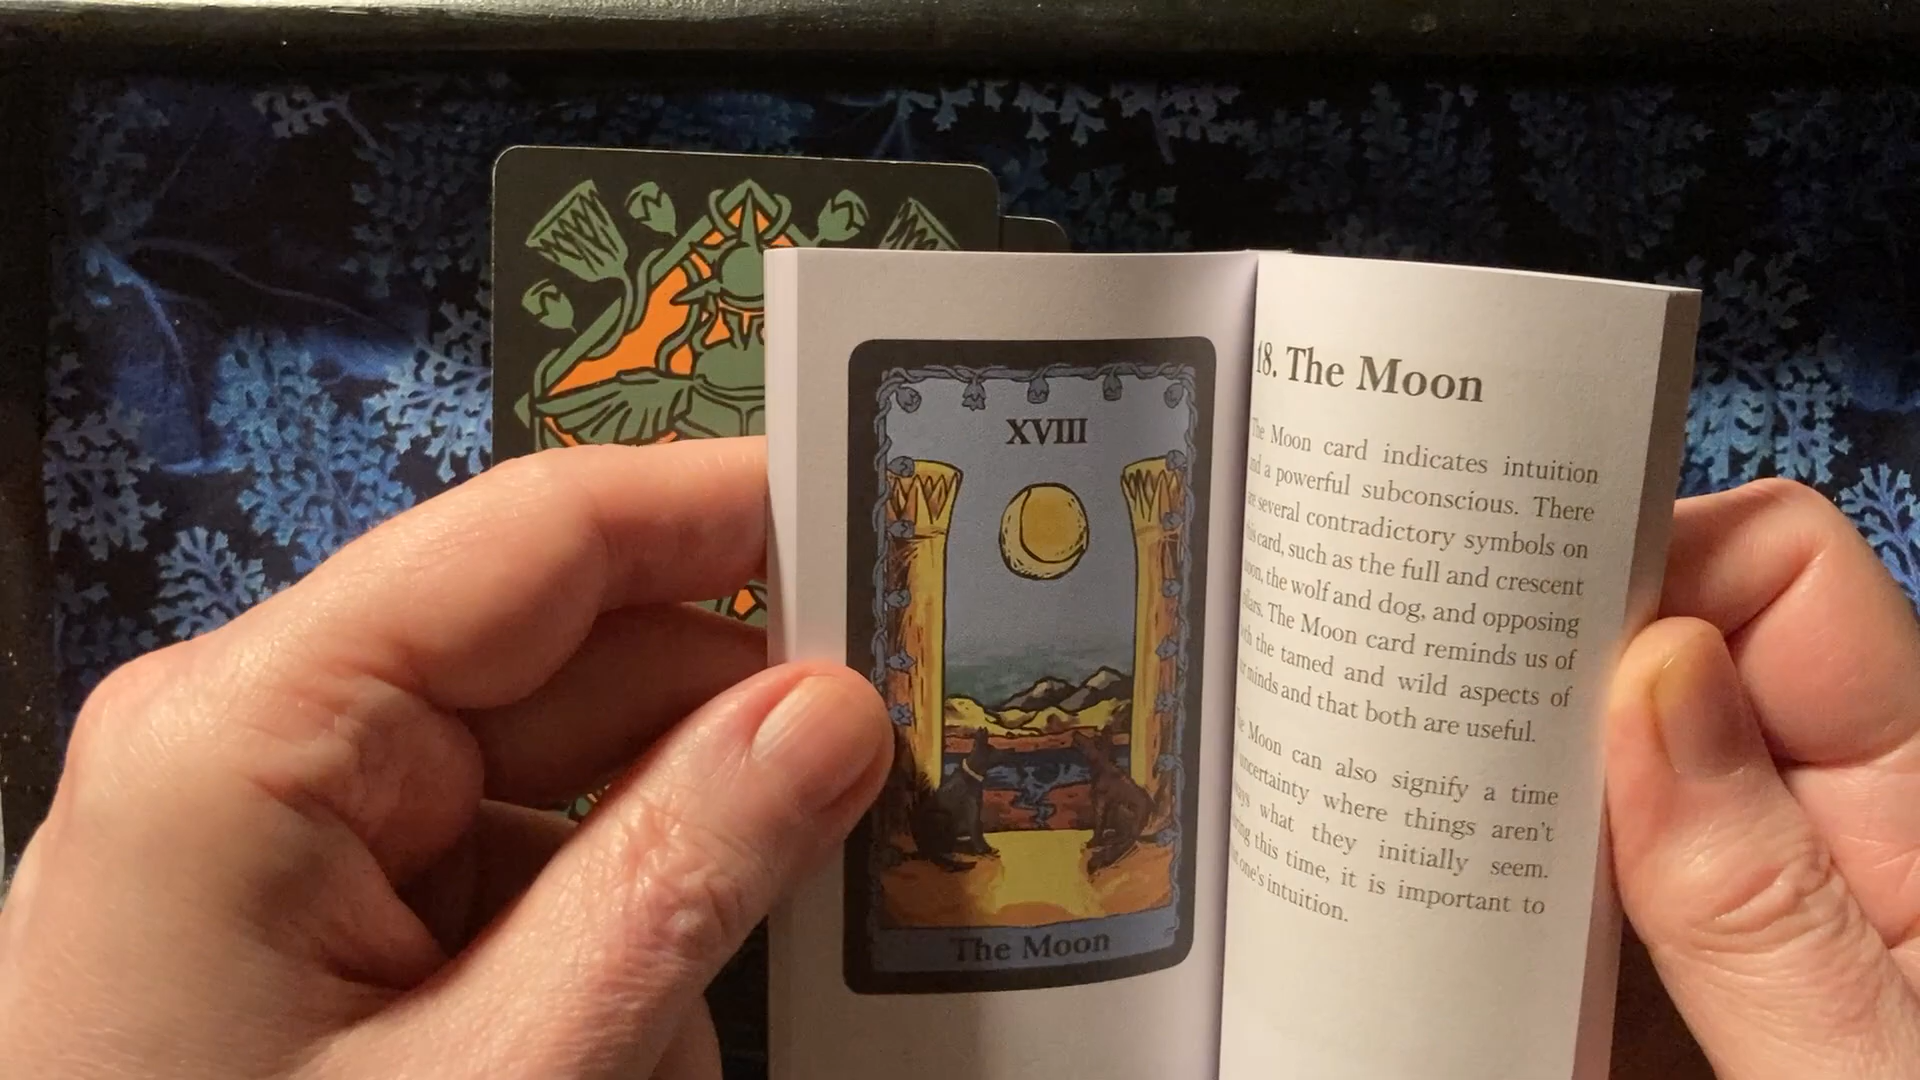 XVIII
The Moon
18. The Moon
The Moon card indicates intuition
and a powerful subconscious. There
are several contradictory symbols on
this card, such as the full and crescent
moon, the wolf and dog, and opposing
pillars. The Moon card reminds us of
both the tamed and wild aspects of
our minds and that both are useful.
The Moon can also signify a time
uncertainty where things aren't
always what they initially seem.
During this time, it is important to
one's intuition.